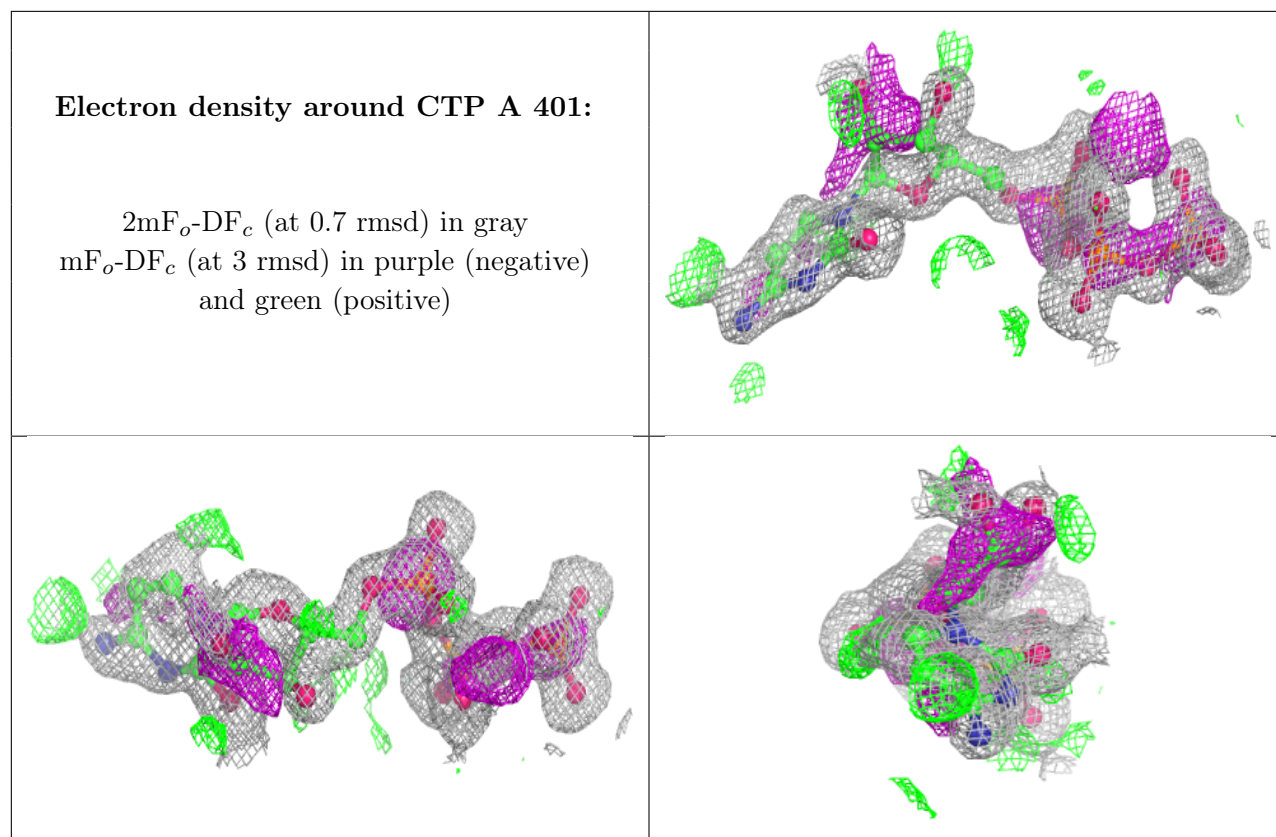 Electron density around CTP A 401:
2mFo-DFc (at 0.7 rmsd) in gray
mFo-DFc (at 3 rmsd) in purple (negative)
and green (positive)